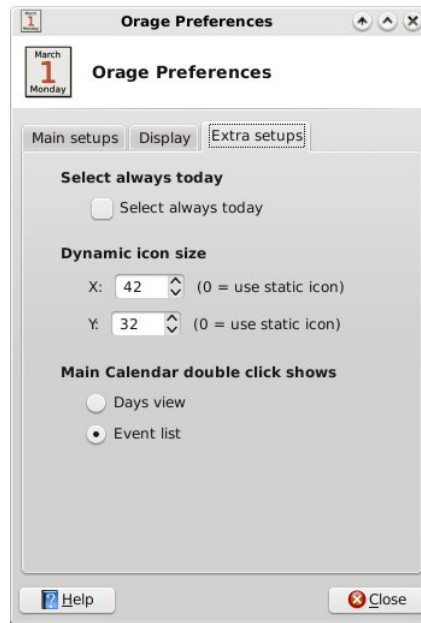 Orage Preferences
March
1
Monday
Orage Preferences
Main setups Display Extra setups
Select always today
Select always today
Dynamic icon size
X: 42 (0 = use static icon)
Y: 32 (0 = use static icon)
Main Calendar double click shows
Days view
Event list
? Help Close